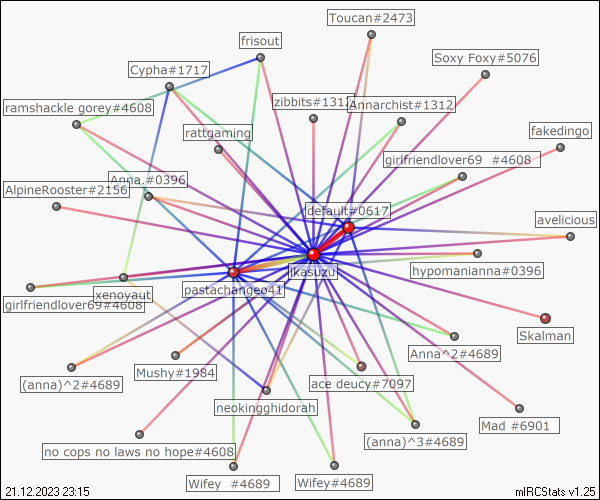 Toucan#2473
frisout
Soxy Foxy#5076
Cypha#1717
ramshackle gorey#4608
zibbits#1312
Annarchist#1312
rattgaming
fakedingo
girlfriendlover69 #4608
Anna.#0396
AlpineRooster#2156
default#0617
avelicious
ikasuzu
hypomanianna#0396
pastachangeo41
xenoyaut
girlfriendlover69#4608
Skalman
Anna^2#4689
Mushy#1984
(anna)^2#4689
ace deucy#7097
neokingghidorah
Mad #6901
(anna)^3#4689
no cops no laws no hope#4608
Wifey #4689
Wifey#4689
21.12.2023 23:15
mIRCStats v1.25